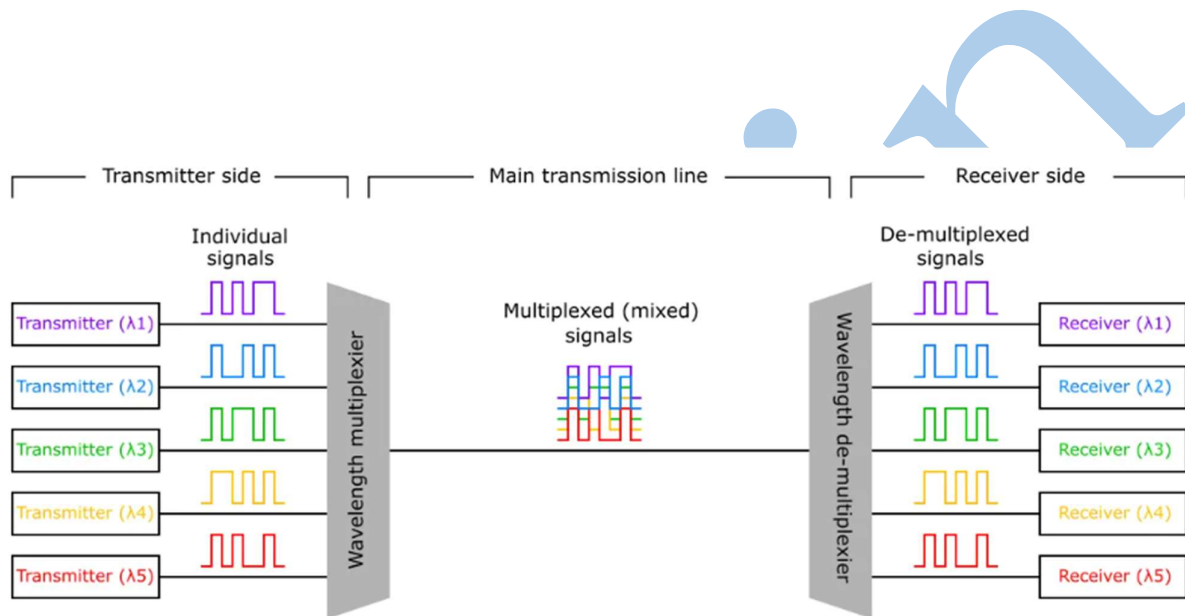 Transmitter side
Main transmission line
Receiver side
Individual
signals
De-multiplexed
signals
Multiplexed (mixed)
signals
Transmitter (λ1)
Transmitter (λ2)
Transmitter (λ3)
Transmitter (λ4)
Transmitter (λ5)
Wavelength multiplexier
Wavelength de-multiplexier
Receiver (λ1)
Receiver (λ2)
Receiver (λ3)
Receiver (λ4)
Receiver (λ5)